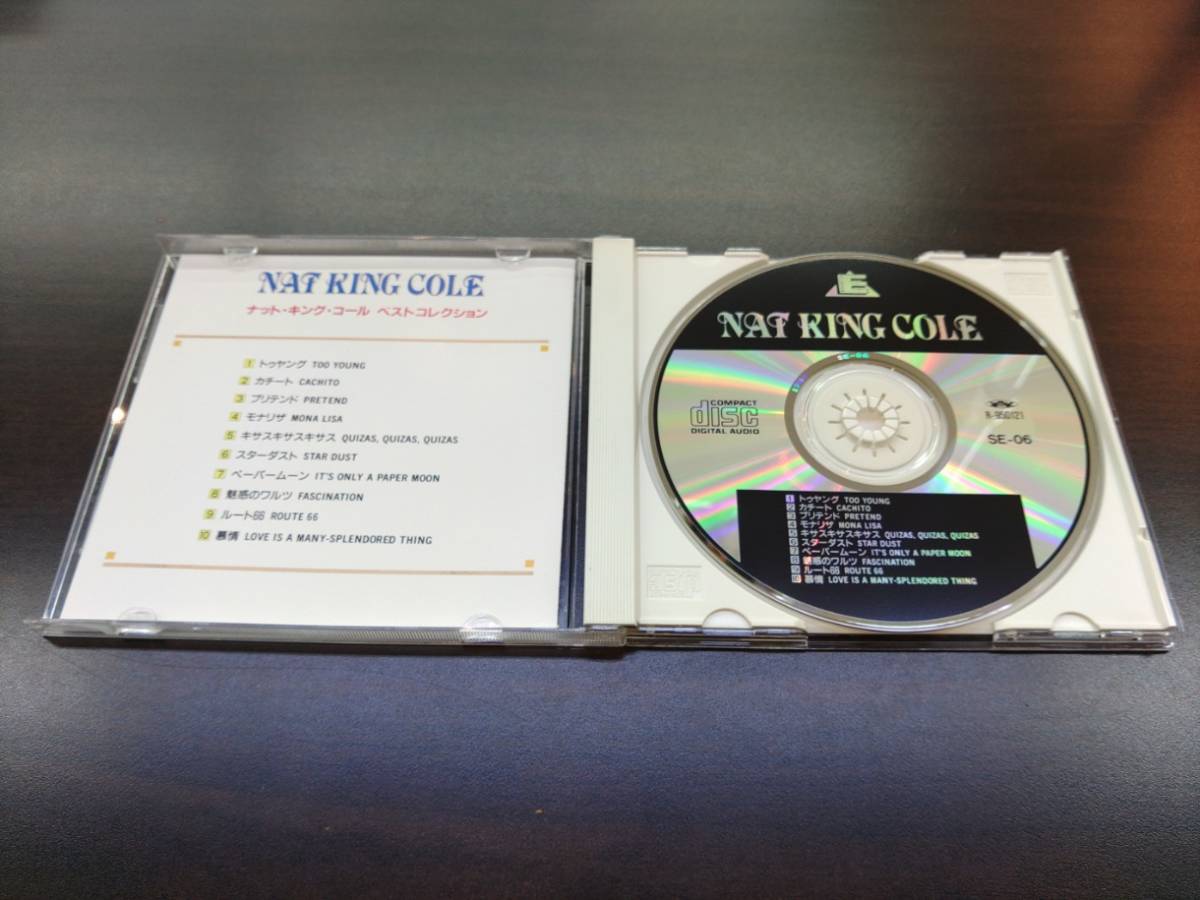 NAT KING COLE
ナット・キング・コール ベストコレクション
1 トゥヤング TOO YOUNG
2 カチート CACHITO
3 プリテンド PRETEND
4 モナリザ MONA LISA
5 キサスキサスキサス QUIZAS, QUIZAS, QUIZAS
6 スターダスト STAR DUST
7 ペーパームーン IT'S ONLY A PAPER MOON
8 魅惑のワルツ FASCINATION
9 ルート66 ROUTE 66
10 慕情 LOVE IS A MANY-SPLENDORED THING
E
NAT KING COLE
SE-06
COMPACT
disc
DIGITAL AUDIO
R-950121
SE-06
1 トゥヤング TOO YOUNG
2 カチート CACHITO
3 プリテンド PRETEND
4 モナリザ MONA LISA
5 キサスキサスキサス QUIZAS, QUIZAS, QUIZAS
6 スターダスト STAR DUST
7 ペーパームーン IT'S ONLY A PAPER MOON
8 魅惑のワルツ FASCINATION
9 ルート66 ROUTE 66
10 慕情 LOVE IS A MANY-SPLENDORED THING